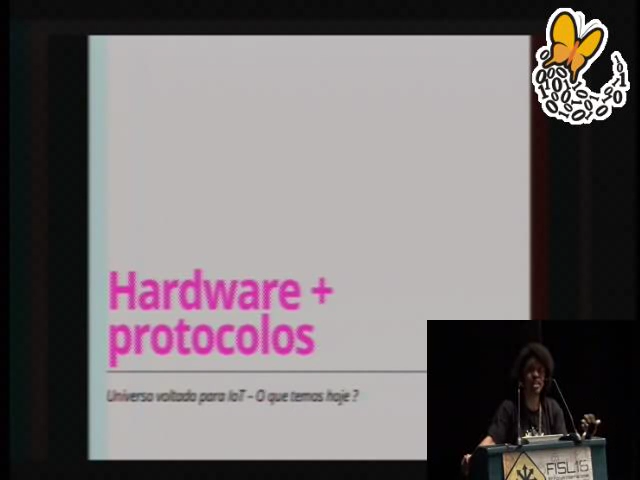 Hardware +
protocolos
Universo voltado para IoT - O que temos hoje ?
FISL16